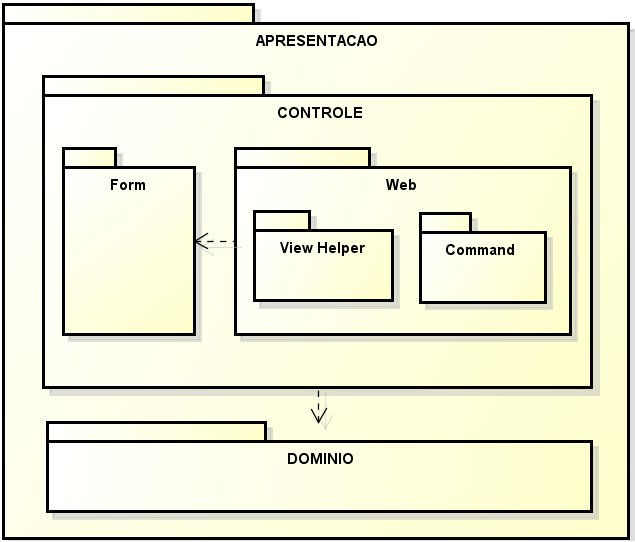 APRESENTACAO
CONTROLE
Form
Web
View Helper
Command
DOMINIO